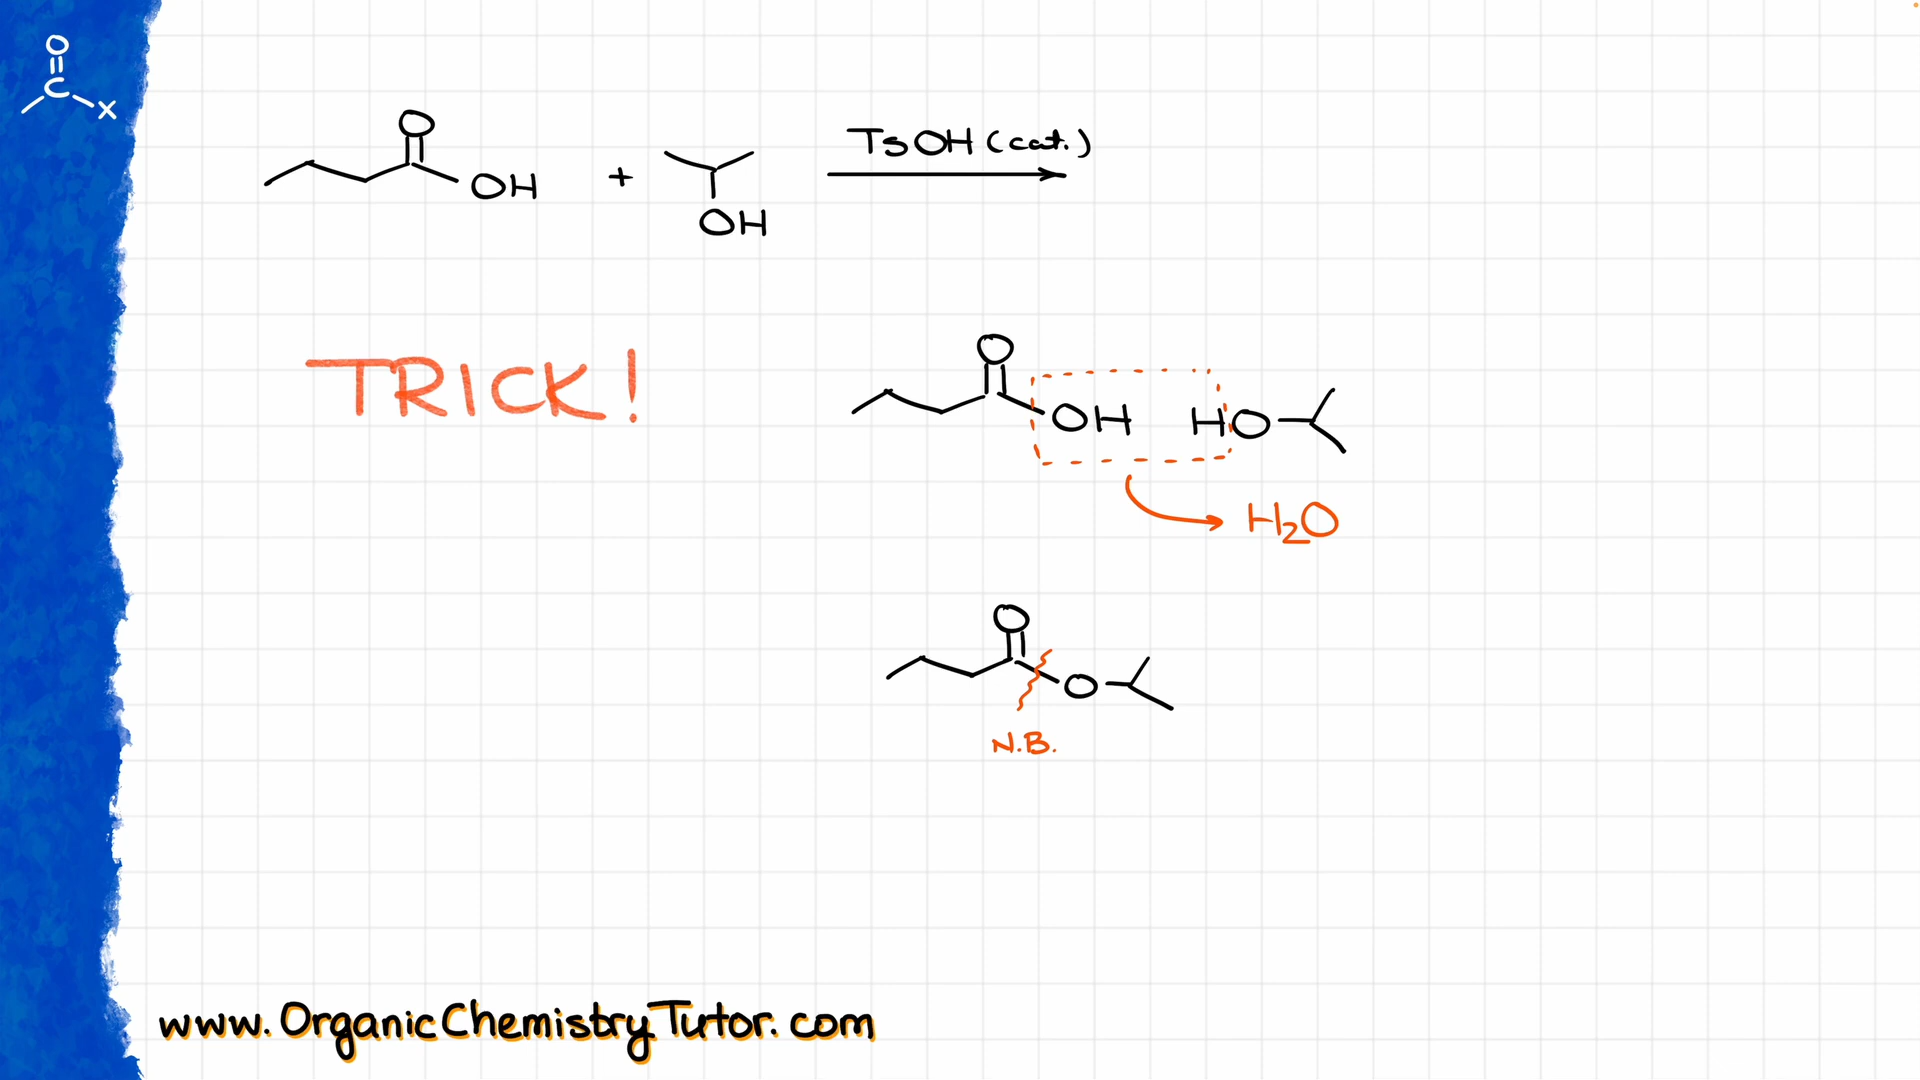 O
C
X
O
OH
+
OH
TsOH (cat.)
TRICK!
O
OH HO
H₂O
O
O
N.B.
www.OrganicChemistryTutor.com